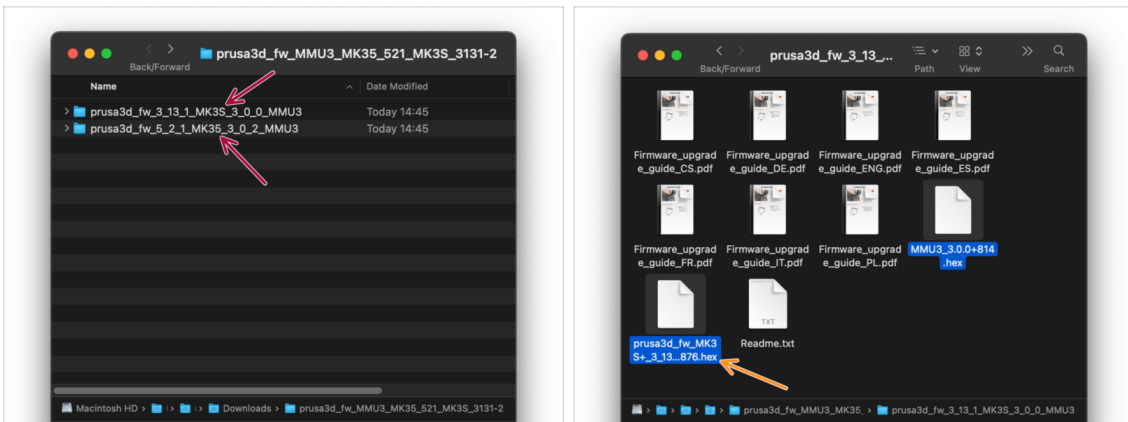 prusa3d_fw_MMU3_MK35_521_MK3S_3131-2
Back/Forward
Name
Date Modified
prusa3d_fw_3_13_1_MK3S_3_0_0_MMU3
Today 14:45
prusa3d_fw_5_2_1_MK35_3_0_2_MMU3
Today 14:45
Macintosh HD
Downloads
prusa3d_fw_MMU3_MK35_521_MK3S_3131-2
prusa3d_fw_3_13_...
Back/Forward
Path
View
Search
Firmware_upgrad
e_guide_CS.pdf
Firmware_upgrad
e_guide_DE.pdf
Firmware_upgrad
e_guide_ENG.pdf
Firmware_upgrad
e_guide_ES.pdf
Firmware_upgrad
e_guide_FR.pdf
Firmware_upgrad
e_guide_IT.pdf
Firmware_upgrad
e_guide_PL.pdf
MMU3_3.0.0+814
.hex
prusa3d_fw_MK3
S+_3_13...876.hex
TXT
Readme.txt
prusa3d_fw_MMU3_MK35_
prusa3d_fw_3_13_1_MK3S_3_0_0_MMU3